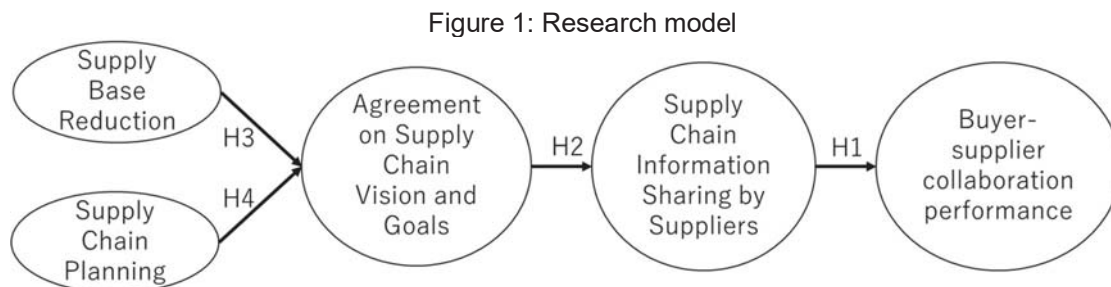 Figure 1: Research model
Supply
Base
Reduction
H3
Supply
Chain
Planning
H4
Agreement
on Supply
Chain
Vision and
Goals
H2
Supply
Chain
Information
Sharing by
Suppliers
H1
Buyer-
supplier
collaboration
performance